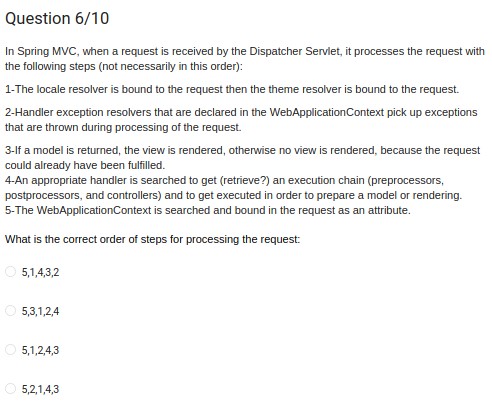 Question 6/10
In Spring MVC, when a request is received by the Dispatcher Servlet, it processes the request with
the following steps (not necessarily in this order):
1-The locale resolver is bound to the request then the theme resolver is bound to the request.
2-Handler exception resolvers that are declared in the WebApplicationContext pick up exceptions
that are thrown during processing of the request.
3-If a model is returned, the view is rendered, otherwise no view is rendered, because the request
could already have been fulfilled.
4-An appropriate handler is searched to get (retrieve?) an execution chain (preprocessors,
postprocessors, and controllers) and to get executed in order to prepare a model or rendering.
5-The WebApplicationContext is searched and bound in the request as an attribute.
What is the correct order of steps for processing the request:
5,1,4,3,2
5,3,1,2,4
5,1,2,4,3
5,2,1,4,3